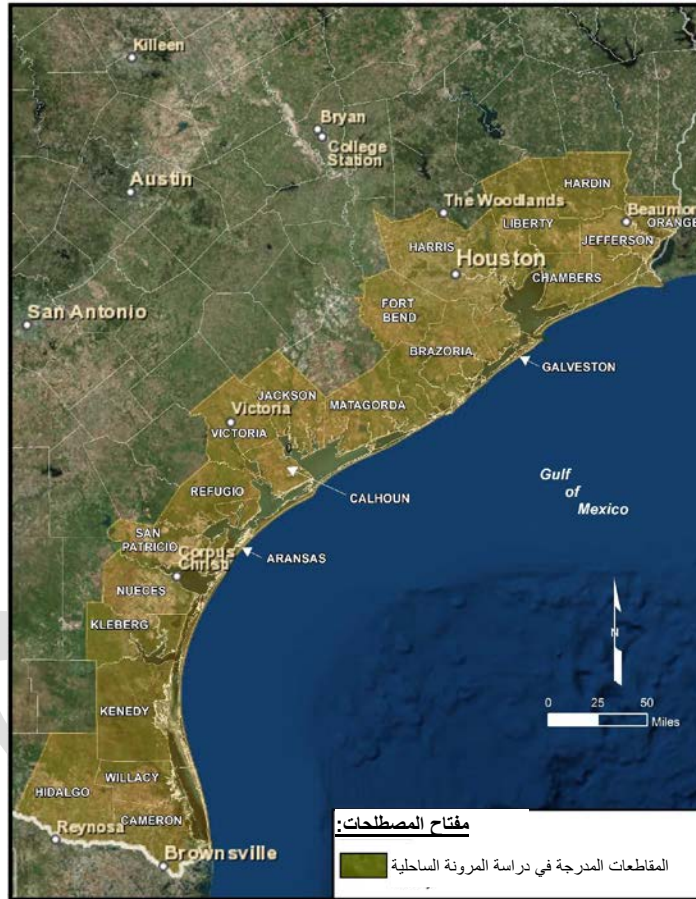 Killeen
Bryan
College
Station
Austin
HARDIN
The Woodlands
Beaumon
LIBERTY
ORANGE
HARRIS
JEFFERSON
Houston
CHAMBERS
San Antonio
FORT
BEND
BRAZORIA
GALVESTON
JACKSON
MATAGORDA
Victoria
VICTORIA
Gulf
of
Mexico
REFUGIO
CALHOUN
SAN
PATRICIO
Corpus
Christi
ARANSAS
NUECES
KLEBERG
N
KENEDY
0 25 50
Miles
WILLACY
HIDALGO
CAMERON
Reynosa
Brownsville
مفتاح المصطلحات:
المقاطعات المدرجة في دراسة المرونة الساحلية